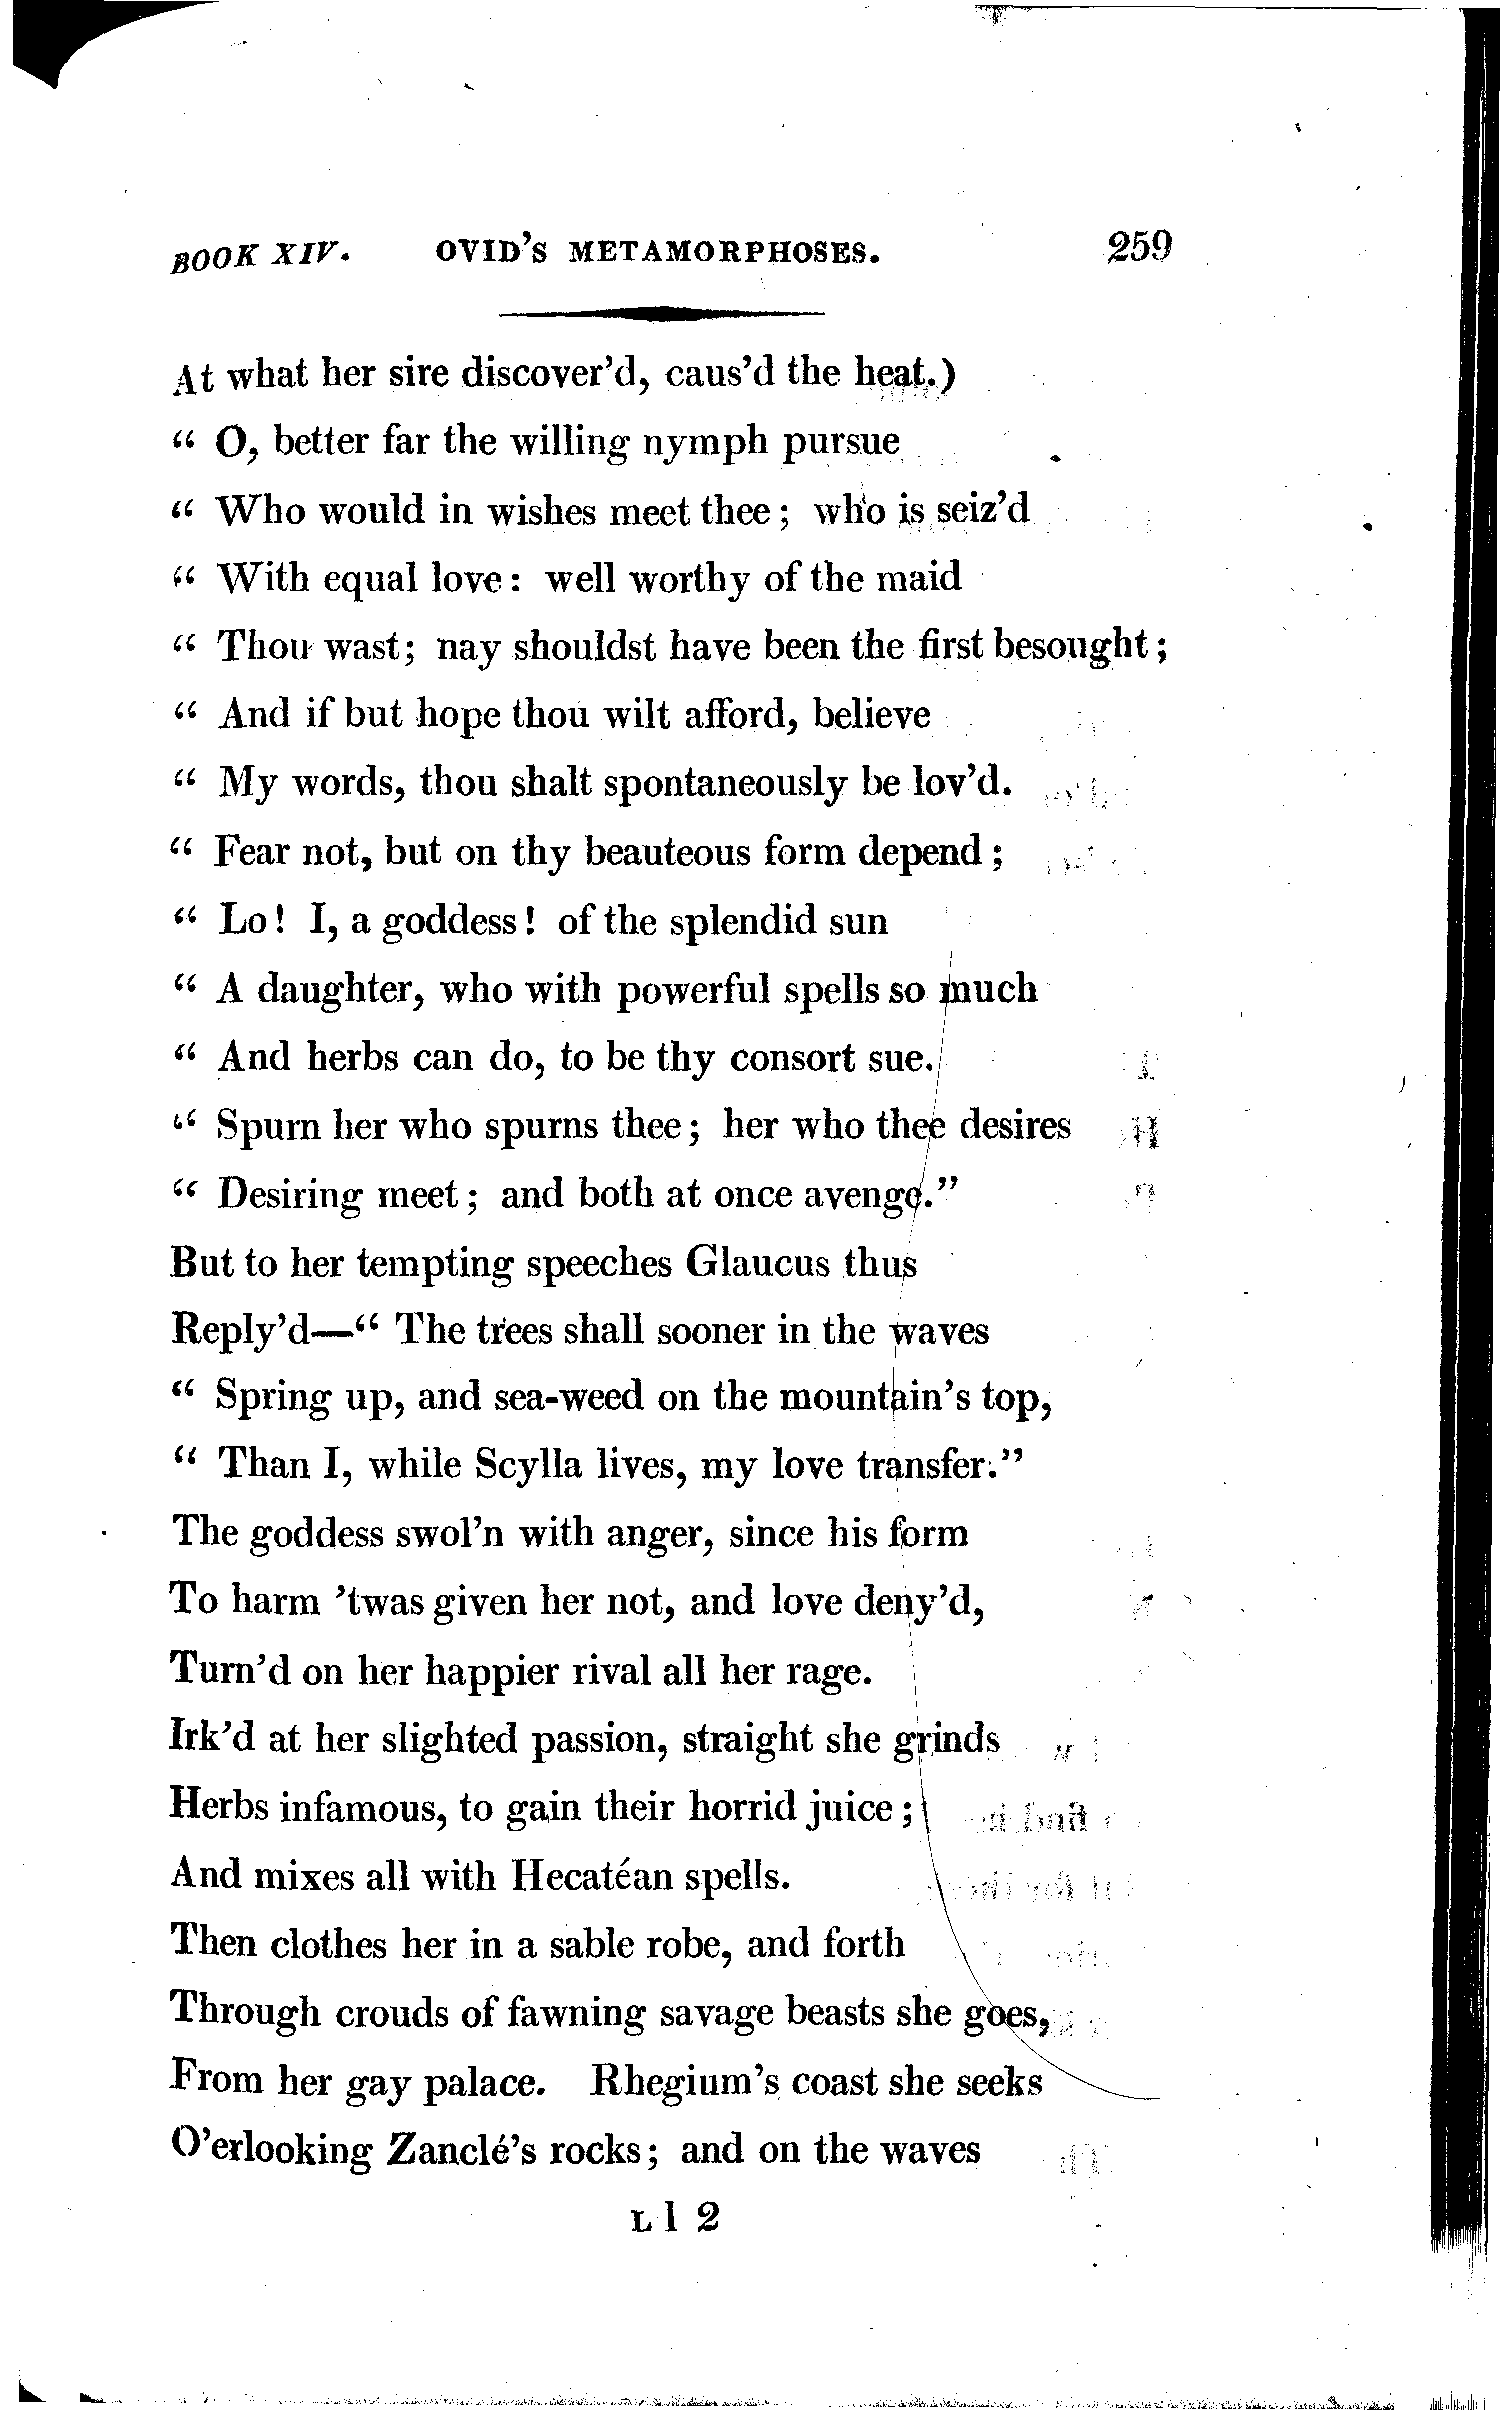 BOOK XIV. OVID'S METAMORPHOSES. 259
At what her sire discover'd, caus'd the heat.)
“ O, better far the willing nymph pursue
“ Who would in wishes meet thee; who is seiz'd
“ With equal love: well worthy of the maid
“ Thou wast; nay shouldst have been the first besought;
“ And if but hope thou wilt afford, believe
“ My words, thou shalt spontaneously be lov'd.
“ Fear not, but on thy beauteous form depend;
“ Lo! I, a goddess! of the splendid sun
“ A daughter, who with powerful spells so much
“ And herbs can do, to be thy consort sue.
“ Spurn her who spurns thee; her who thee desires
“ Desiring meet; and both at once avenge.”
But to her tempting speeches Glaucus thus
Reply'd—“ The trees shall sooner in the waves
“ Spring up, and sea-weed on the mountain's top,
“ Than I, while Scylla lives, my love transfer.”
The goddess swol'n with anger, since his form
To harm 'twas given her not, and love deny'd,
Turn'd on her happier rival all her rage.
Irk'd at her slighted passion, straight she grinds
Herbs infamous, to gain their horrid juice;
And mixes all with Hecatéan spells.
Then clothes her in a sable robe, and forth
Through crouds of fawning savage beasts she goes,
From her gay palace. Rhegium's coast she seeks
O'erlooking Zanclé's rocks; and on the waves
L l 2